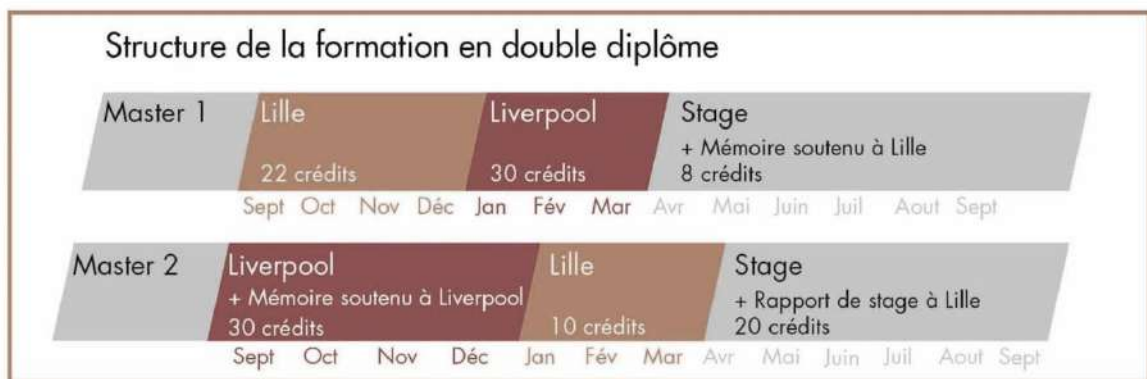 Structure de la formation en double diplôme
Master 1 Lille Liverpool Stage
+ Mémoire soutenu à Lille
22 crédits 30 crédits 8 crédits
Sept Oct Nov Déc Jan Fév Mar Avr Mai Juin Juil Aout Sept
Master 2 Liverpool Lille Stage
+ Mémoire soutenu à Liverpool + Rapport de stage à Lille
30 crédits 10 crédits 20 crédits
Sept Oct Nov Déc Jan Fév Mar Avr Mai Juin Juil Aout Sept